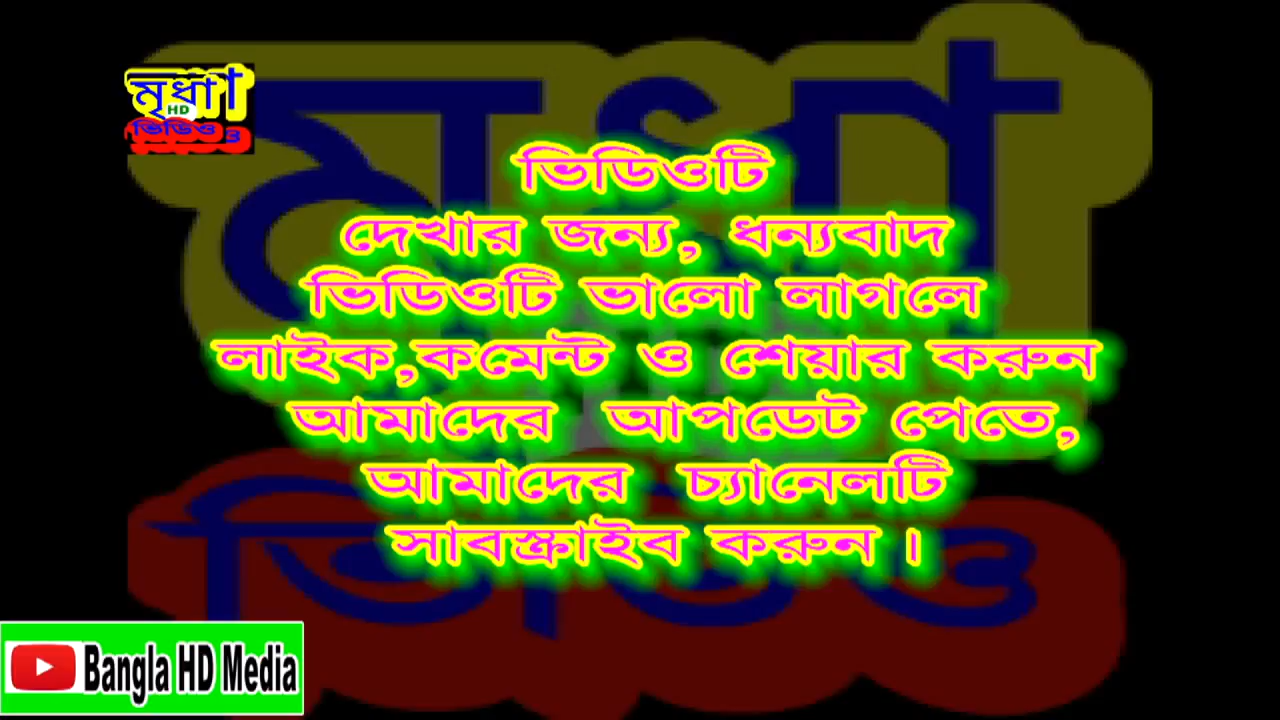 মৃধা
HD
ভিডিও
ভিডিওটি
দেখার জন্য, ধন্যবাদ
ভিডিওটি ভালো লাগলে
লাইক,কমেন্ট ও শেয়ার করুন
আমাদের আপডেট পেতে,
আমাদের চ্যানেলটি
সাবস্ক্রাইব করুন ।
মৃধা
ভিডিও
Bangla HD Media